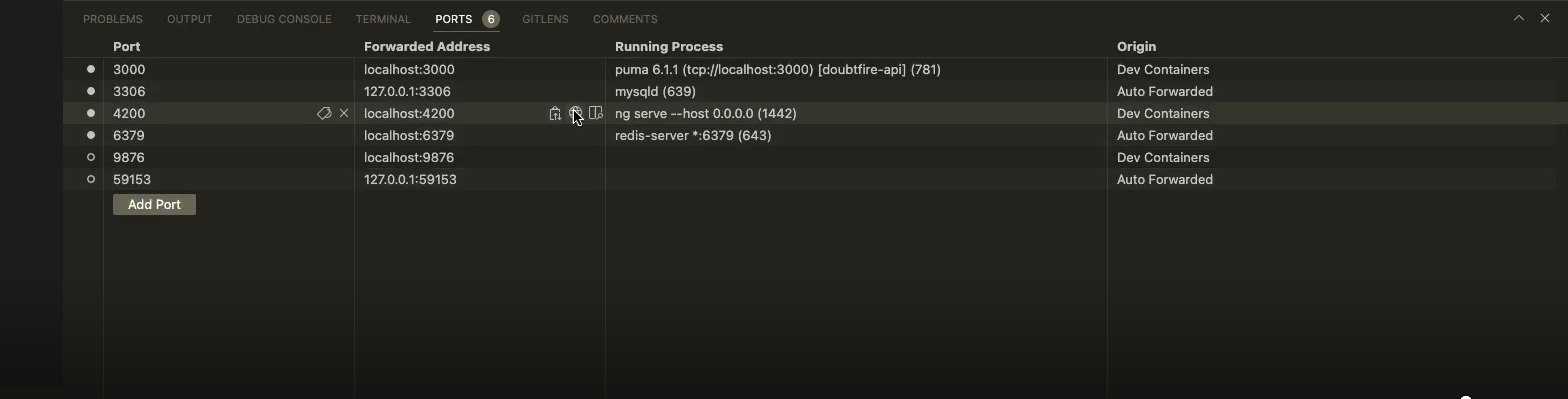 PROBLEMS OUTPUT DEBUG CONSOLE TERMINAL PORTS 6 GITLENS COMMENTS
Port Forwarded Address Running Process Origin
3000 localhost:3000 puma 6.1.1 (tcp://localhost:3000) [doubtfire-api] (781) Dev Containers
3306 127.0.0.1:3306 mysqld (639) Auto Forwarded
4200 localhost:4200 ng serve --host 0.0.0.0 (1442) Dev Containers
6379 localhost:6379 redis-server *:6379 (643) Auto Forwarded
9876 localhost:9876 Dev Containers
59153 127.0.0.1:59153 Auto Forwarded
Add Port